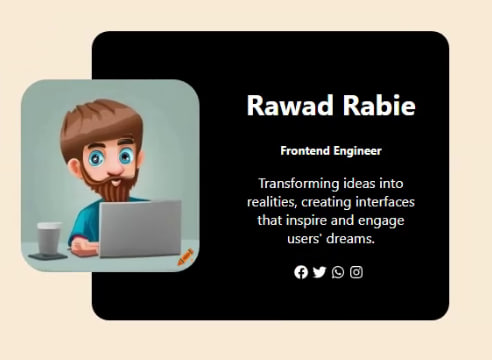 Rawad Rabie
Frontend Engineer
Transforming ideas into
realities, creating interfaces
that inspire and engage
users' dreams.